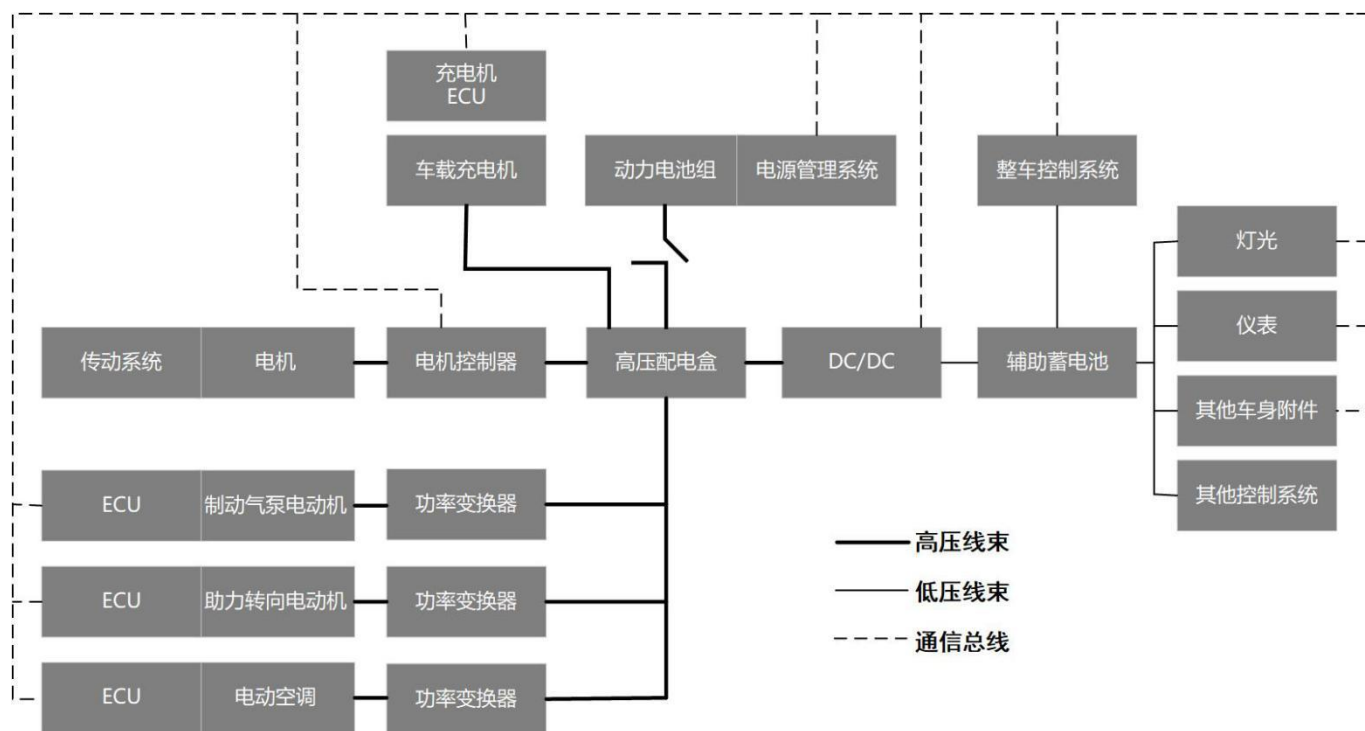 充电机
ECU
车载充电机
动力电池组
电源管理系统
整车控制系统
灯光
仪表
传动系统
电机
电机控制器
高压配电盒
DC/DC
辅助蓄电池
其他车身附件
其他控制系统
ECU
制动气泵电动机
功率变换器
高压线束
ECU
助力转向电动机
功率变换器
低压线束
通信总线
ECU
电动空调
功率变换器